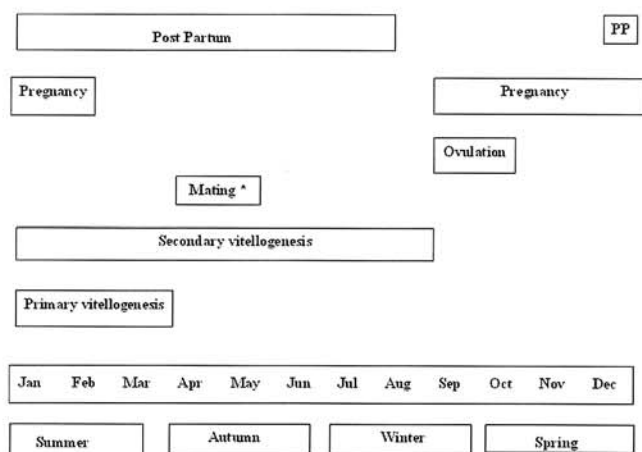 Post Partum
PP
Pregnancy
Pregnancy
Ovulation
Mating ^
Secondary vitellogenesis
Primary vitellogenesis
Jan Feb Mar Apr May Jun Jul Aug Sep Oct Nov Dec
Summer Autumn Winter Spring